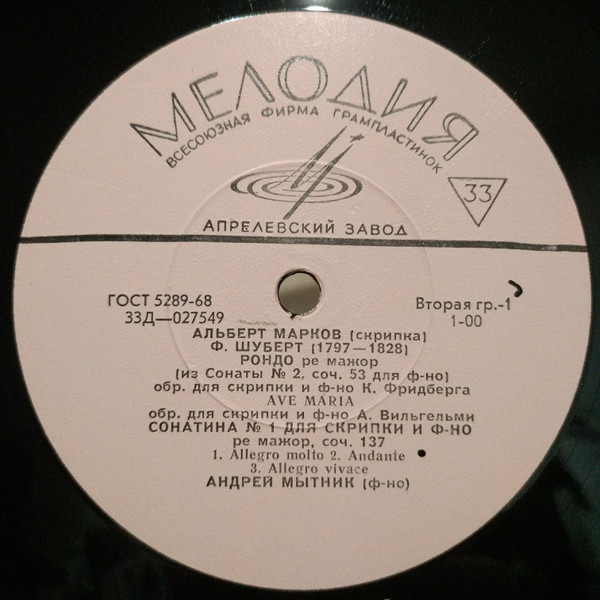 МЕЛОДИЯ
ВСЕСОЮЗНАЯ ФИРМА ГРАМПЛАСТИНОК
33
АПРЕЛЕВСКИЙ ЗАВОД
ГОСТ 5289-68
33Д—027549
Вторая гр.-1
1-00
АЛЬБЕРТ МАРКОВ (скрипка)
Ф. ШУБЕРТ (1797—1828)
РОНДО ре мажор
(из Сонаты № 2, соч. 53 для ф-но)
обр. для скрипки и ф-но К. Фридберга
AVE MARIA
обр. для скрипки и ф-но А. Вильгельми
СОНАТИНА № 1 ДЛЯ СКРИПКИ И Ф-НО
ре мажор, соч. 137
1. Allegro molto 2. Andante
3. Allegro vivace
АНДРЕЙ МЫТНИК (ф-но)